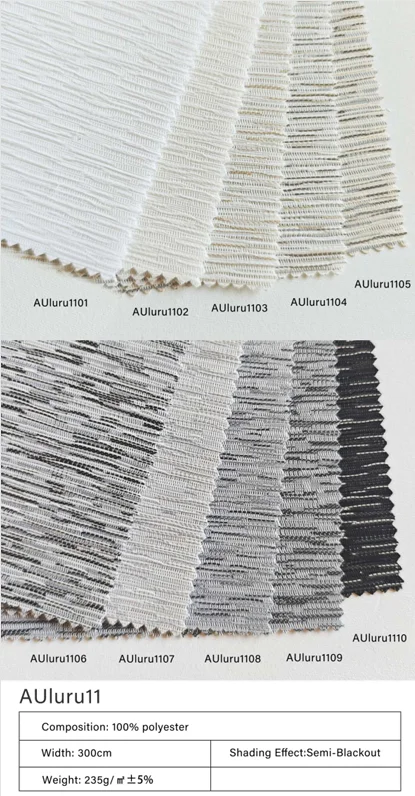 AUluru1101
AUluru1102
AUluru1103
AUluru1104
AUluru1105
AUluru1106
AUluru1107
AUluru1108
AUluru1109
AUluru1110
AUluru11
Composition: 100% polyester
Width: 300cm
Shading Effect:Semi-Blackout
Weight: 235g/㎡±5%